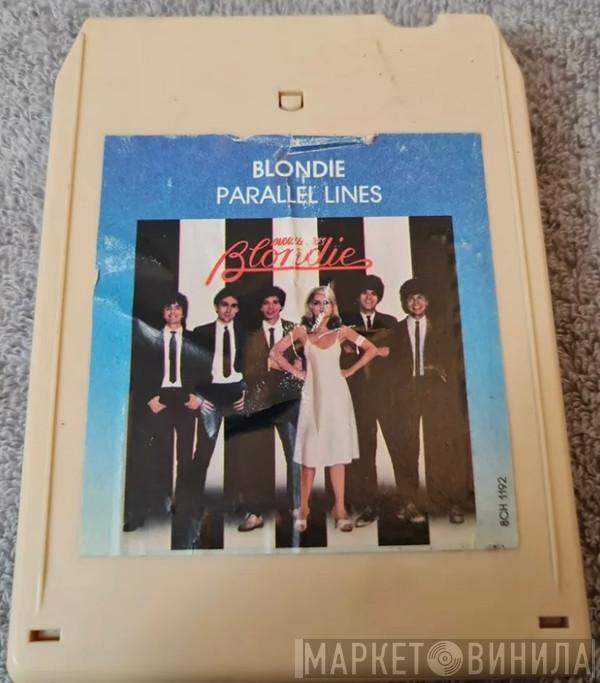 BLONDIE
PARALLEL LINES
Blondie
8CH 1192
МАРКЕТ ВИНИЛА